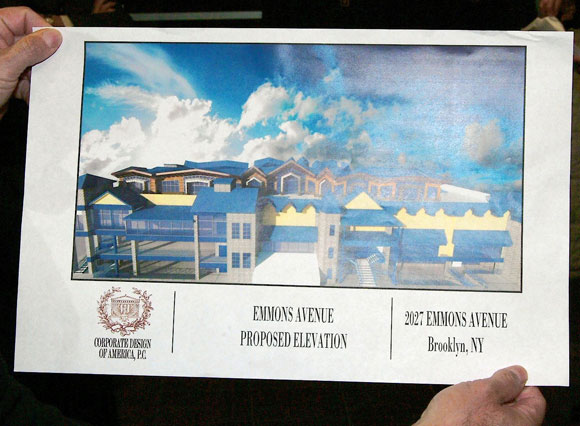 CORPORATE DESIGN
OF AMERICA, P.C.
EMMONS AVENUE
PROPOSED ELEVATION
2027 EMMONS AVENUE
Brooklyn, NY